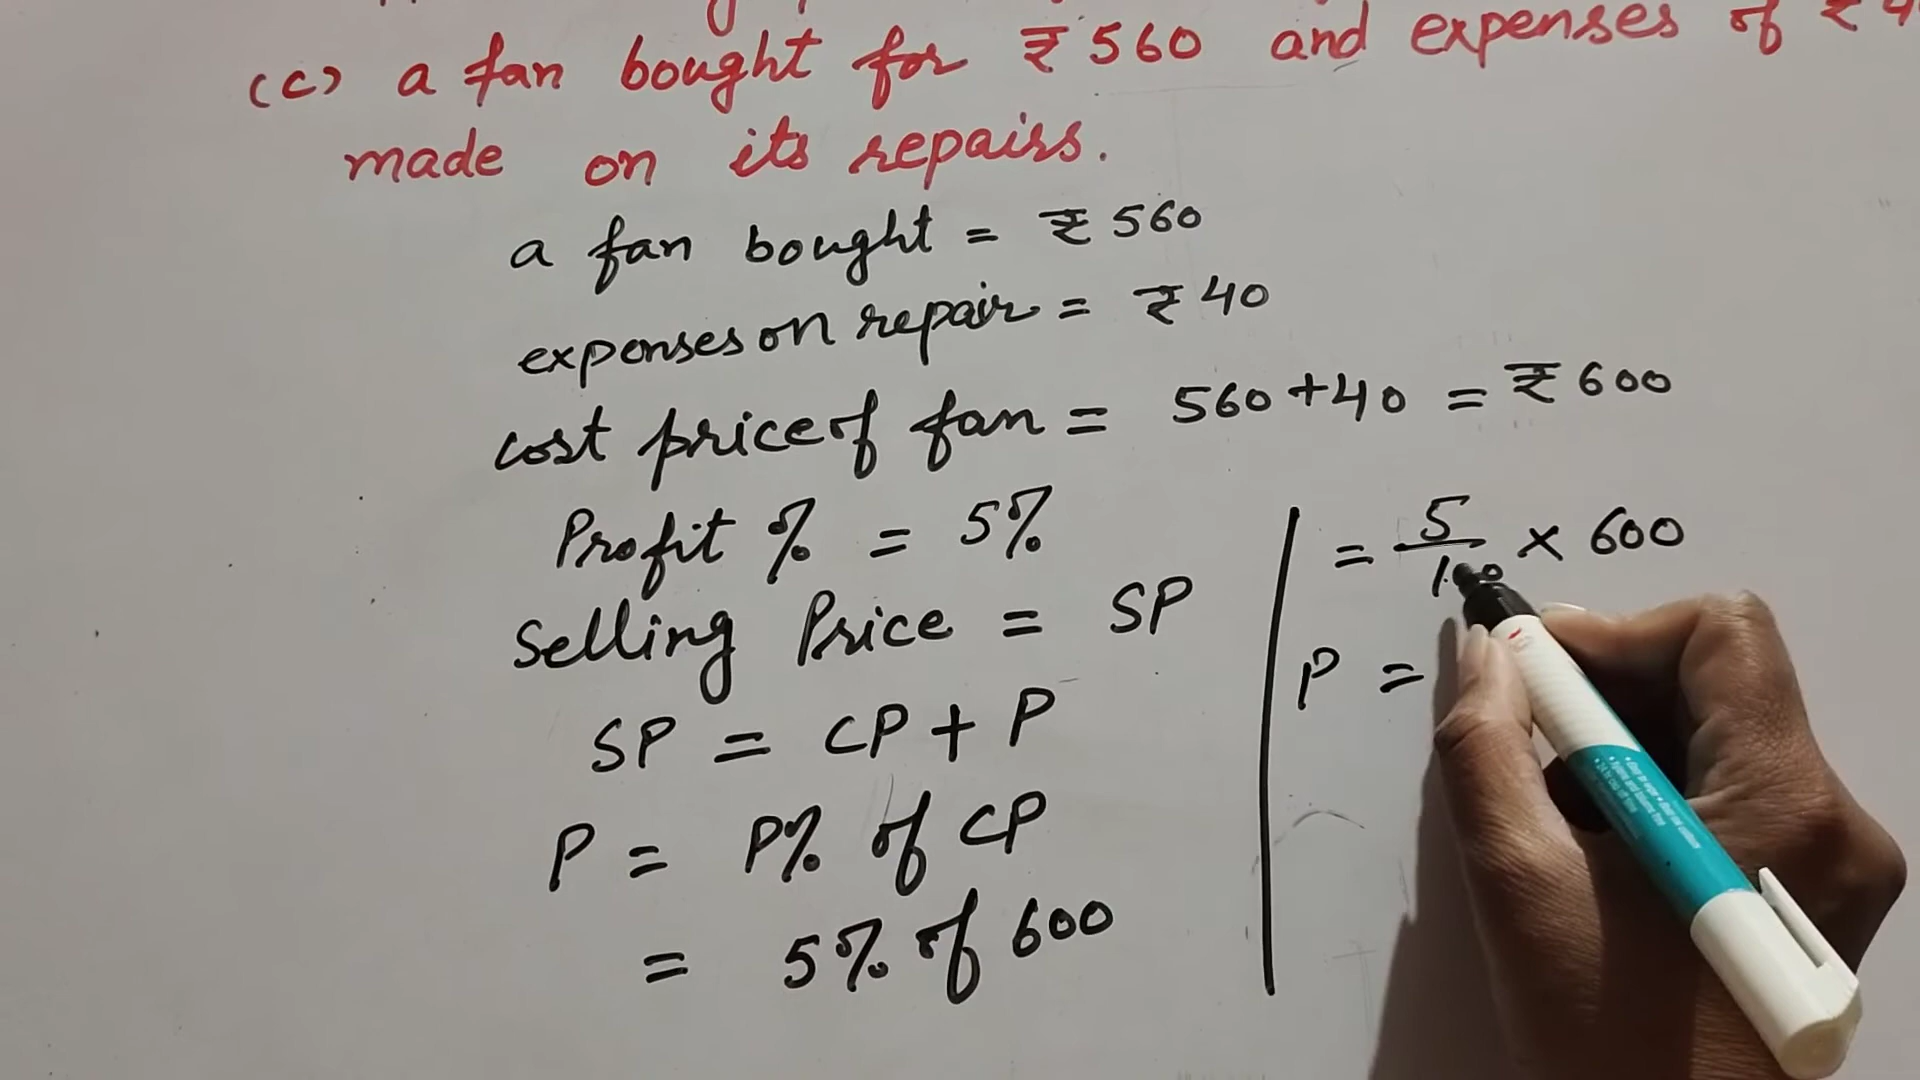 (c) a fan bought for ₹ 560 and expenses of ₹
made on its repairs.
a fan bought = ₹ 560
expenses on repair = ₹ 40
cost price of fan = 560 + 40 = ₹ 600
Profit % = 5%
Selling Price = SP
SP = CP + P
P = P% of CP
= 5% of 600
= 5/100 × 600
P =